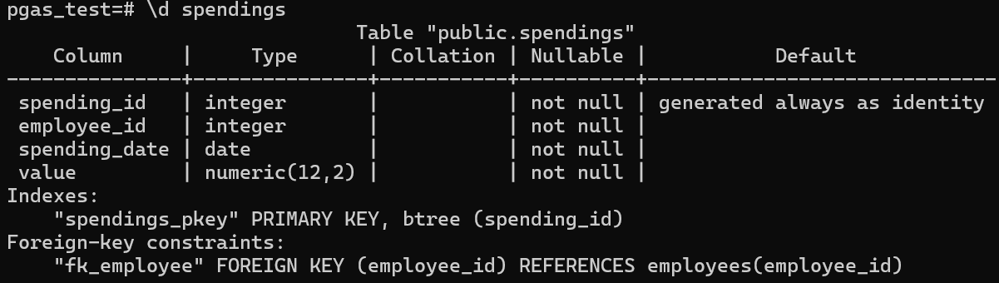 pgas_test=# \d spendings
                            Table "public.spendings"
    Column     |     Type      | Collation | Nullable |           Default
---------------+---------------+-----------+----------+------------------------------
 spending_id   | integer       |           | not null | generated always as identity
 employee_id   | integer       |           | not null |
 spending_date | date          |           | not null |
 value         | numeric(12,2) |           | not null |
Indexes:
    "spendings_pkey" PRIMARY KEY, btree (spending_id)
Foreign-key constraints:
    "fk_employee" FOREIGN KEY (employee_id) REFERENCES employees(employee_id)